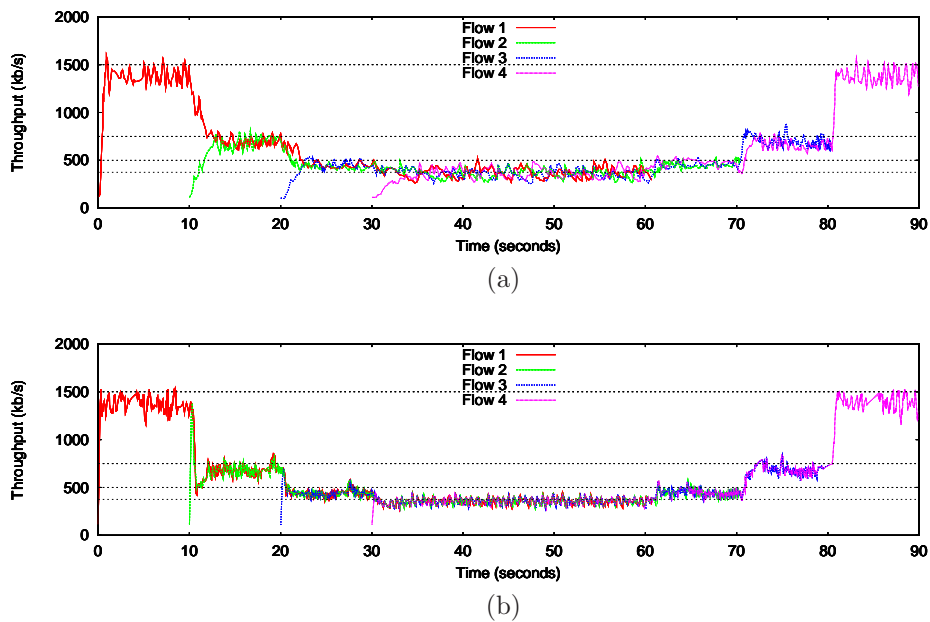 2000
1500
1000
500
0
Throughput (kb/s)
Flow 1
Flow 2
Flow 3
Flow 4
0 10 20 30 40 50 60 70 80 90
Time (seconds)
(a)
2000
1500
1000
500
0
Throughput (kb/s)
Flow 1
Flow 2
Flow 3
Flow 4
0 10 20 30 40 50 60 70 80 90
Time (seconds)
(b)